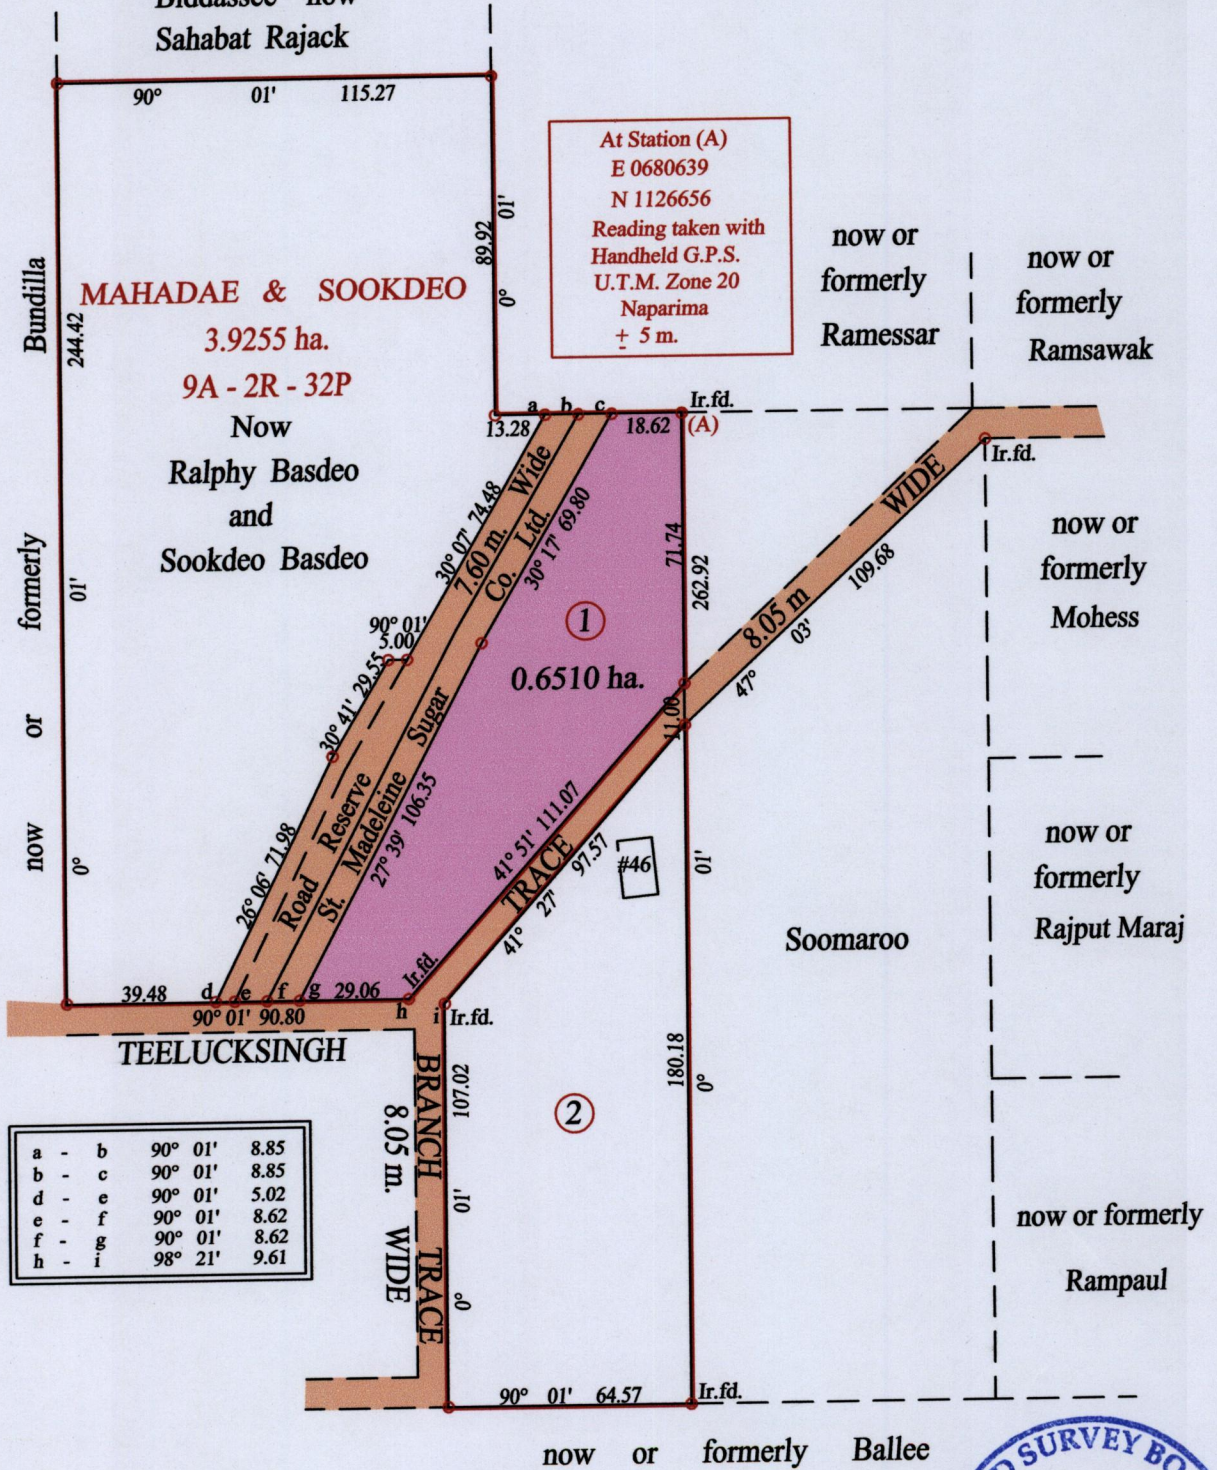 Biddassee now
Sahabat Rajack
90° 01' 115.27
At Station (A)
E 0680639
N 1126656
Reading taken with
Handheld G.P.S.
U.T.M. Zone 20
Naparima
± 5 m.
now or
formerly
Ramessar
now or
formerly
Ramsawak
0° 01'
89.92
now or formerly Bundilla
244.42
0° 01'
MAHADAE & SOOKDEO
3.9255 ha.
9A - 2R - 32P
Now
Ralphy Basdeo
and
Sookdeo Basdeo
a b c Ir.fd.
13.28 18.62 (A)
Ir.fd.
30° 07' 74.48
7.60 m. Wide
Road Reserve
St. Madeleine Sugar Co. Ltd.
30° 17' 69.80
71.74
262.92
8.05 m WIDE
47° 03' 109.68
now or
formerly
Mohess
90° 01'
5.00
30° 41' 29.55
1
0.6510 ha.
11.00
26° 06' 71.98
27° 39' 106.35
41° 51' 111.07
TRACE
41° 27' 97.57
#46
0° 01'
now or
formerly
Rajput Maraj
Soomaroo
39.48 d e f g 29.06 Ir.fd.
90° 01' 90.80 h i Ir.fd.
TEELUCKSINGH
BRANCH TRACE
8.05 m. WIDE
107.02
0° 01'
180.18
2
a - b 90° 01' 8.85
b - c 90° 01' 8.85
d - e 90° 01' 5.02
e - f 90° 01' 8.62
f - g 90° 01' 8.62
h - i 98° 21' 9.61
now or formerly
Rampaul
90° 01' 64.57 Ir.fd.
now or formerly Ballee
SURVEY BO